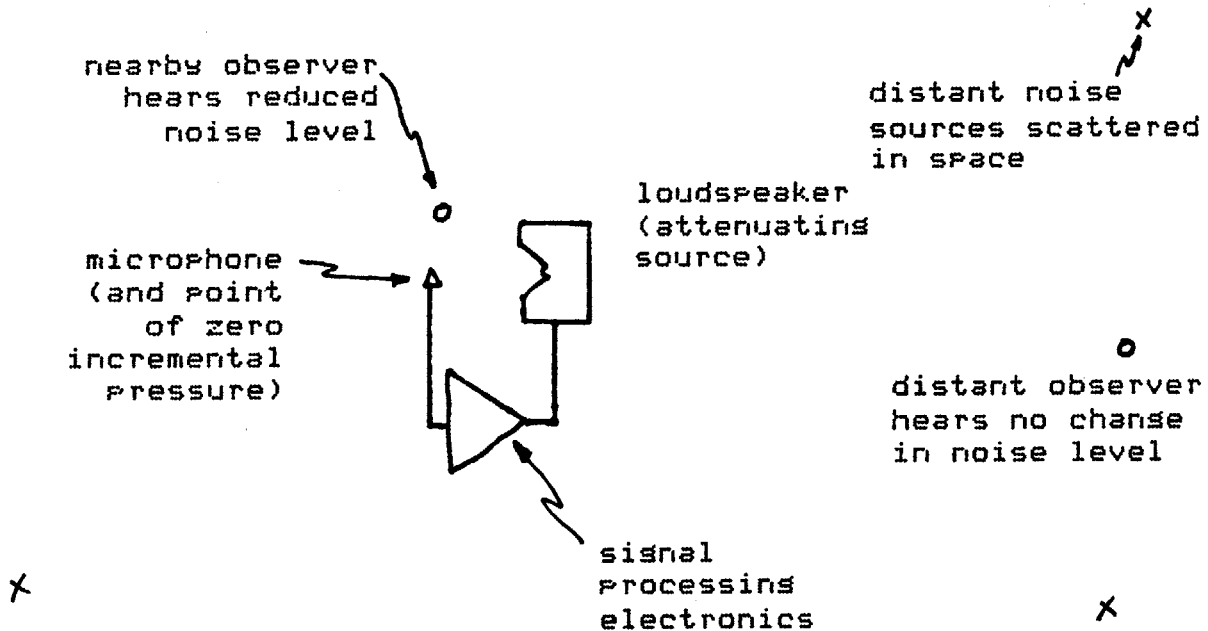 nearby observer
hears reduced
noise level
distant noise
sources scattered
in space
loudspeaker
(attenuating
source)
microphone
(and point
of zero
incremental
pressure)
distant observer
hears no change
in noise level
signal
processing
electronics